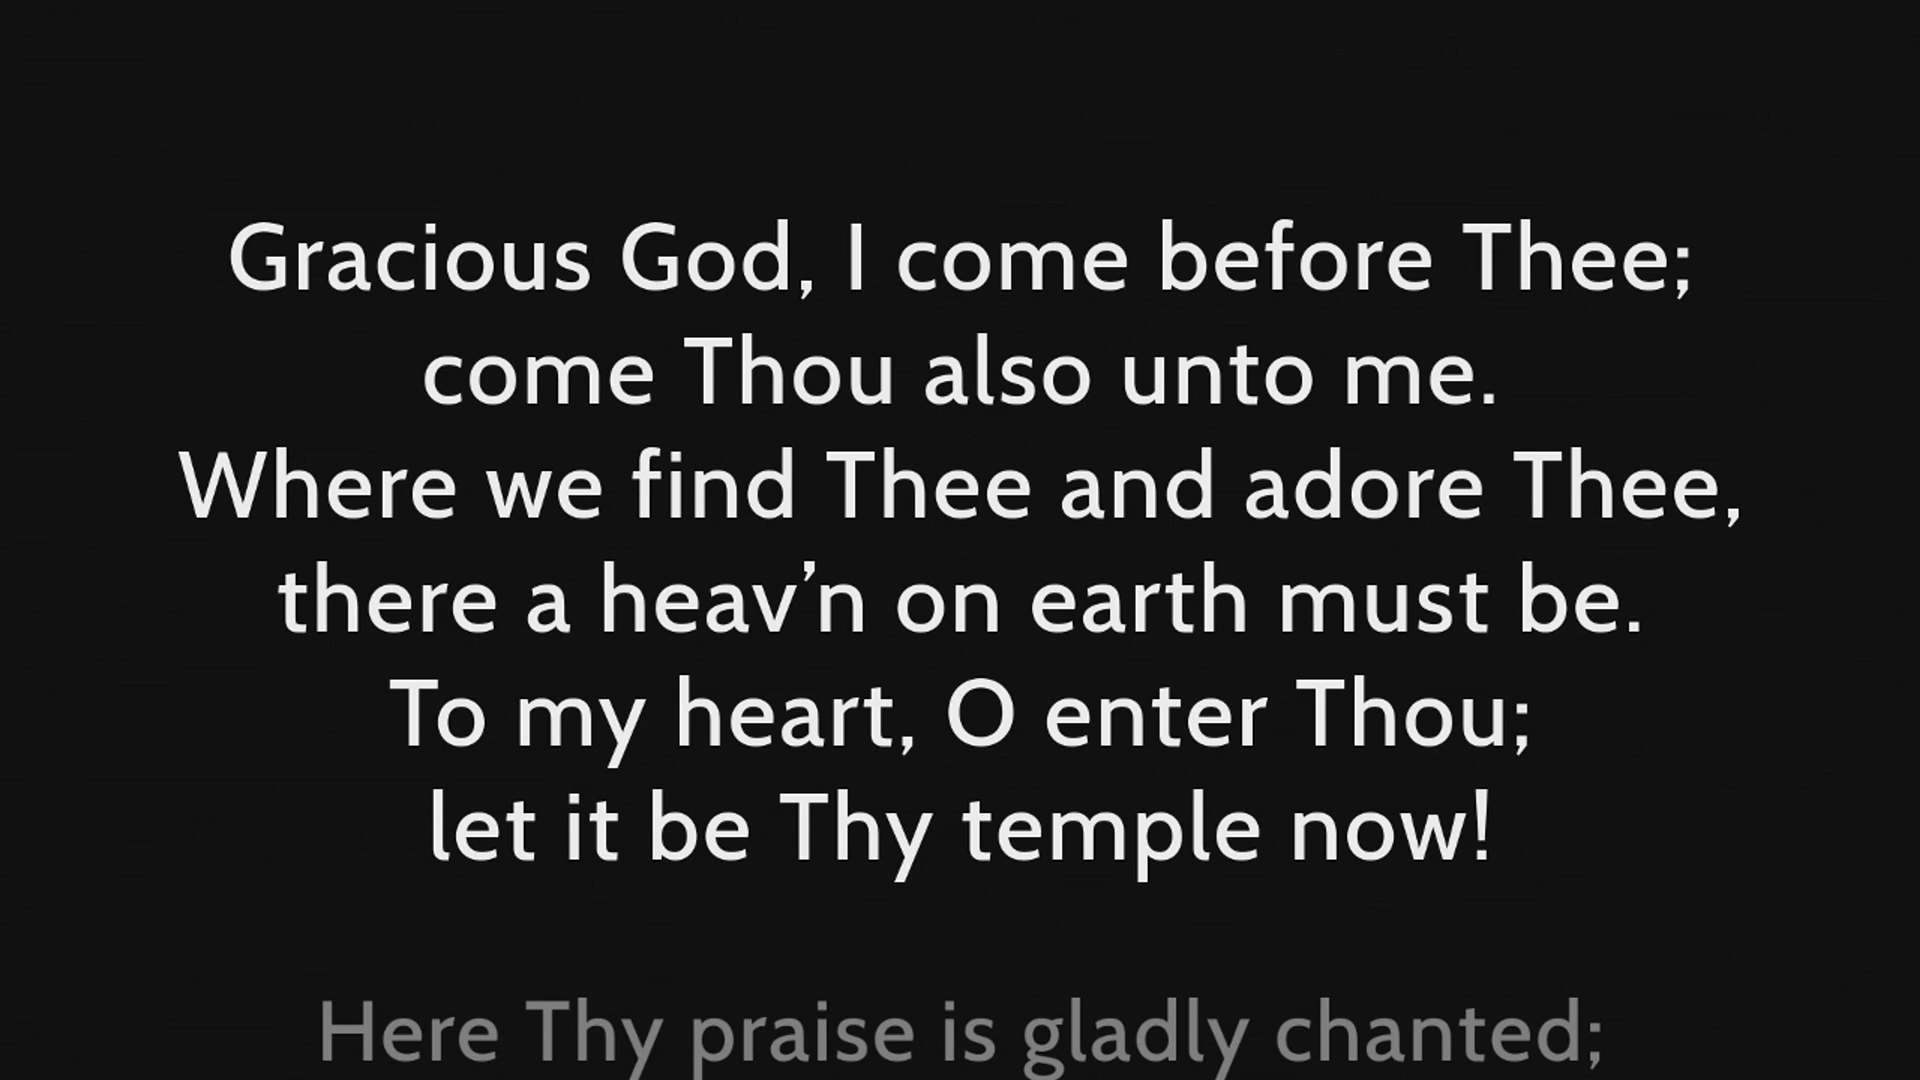 Gracious God, I come before Thee;
come Thou also unto me.
Where we find Thee and adore Thee,
there a heav’n on earth must be.
To my heart, O enter Thou;
let it be Thy temple now!
Here Thy praise is gladly chanted;